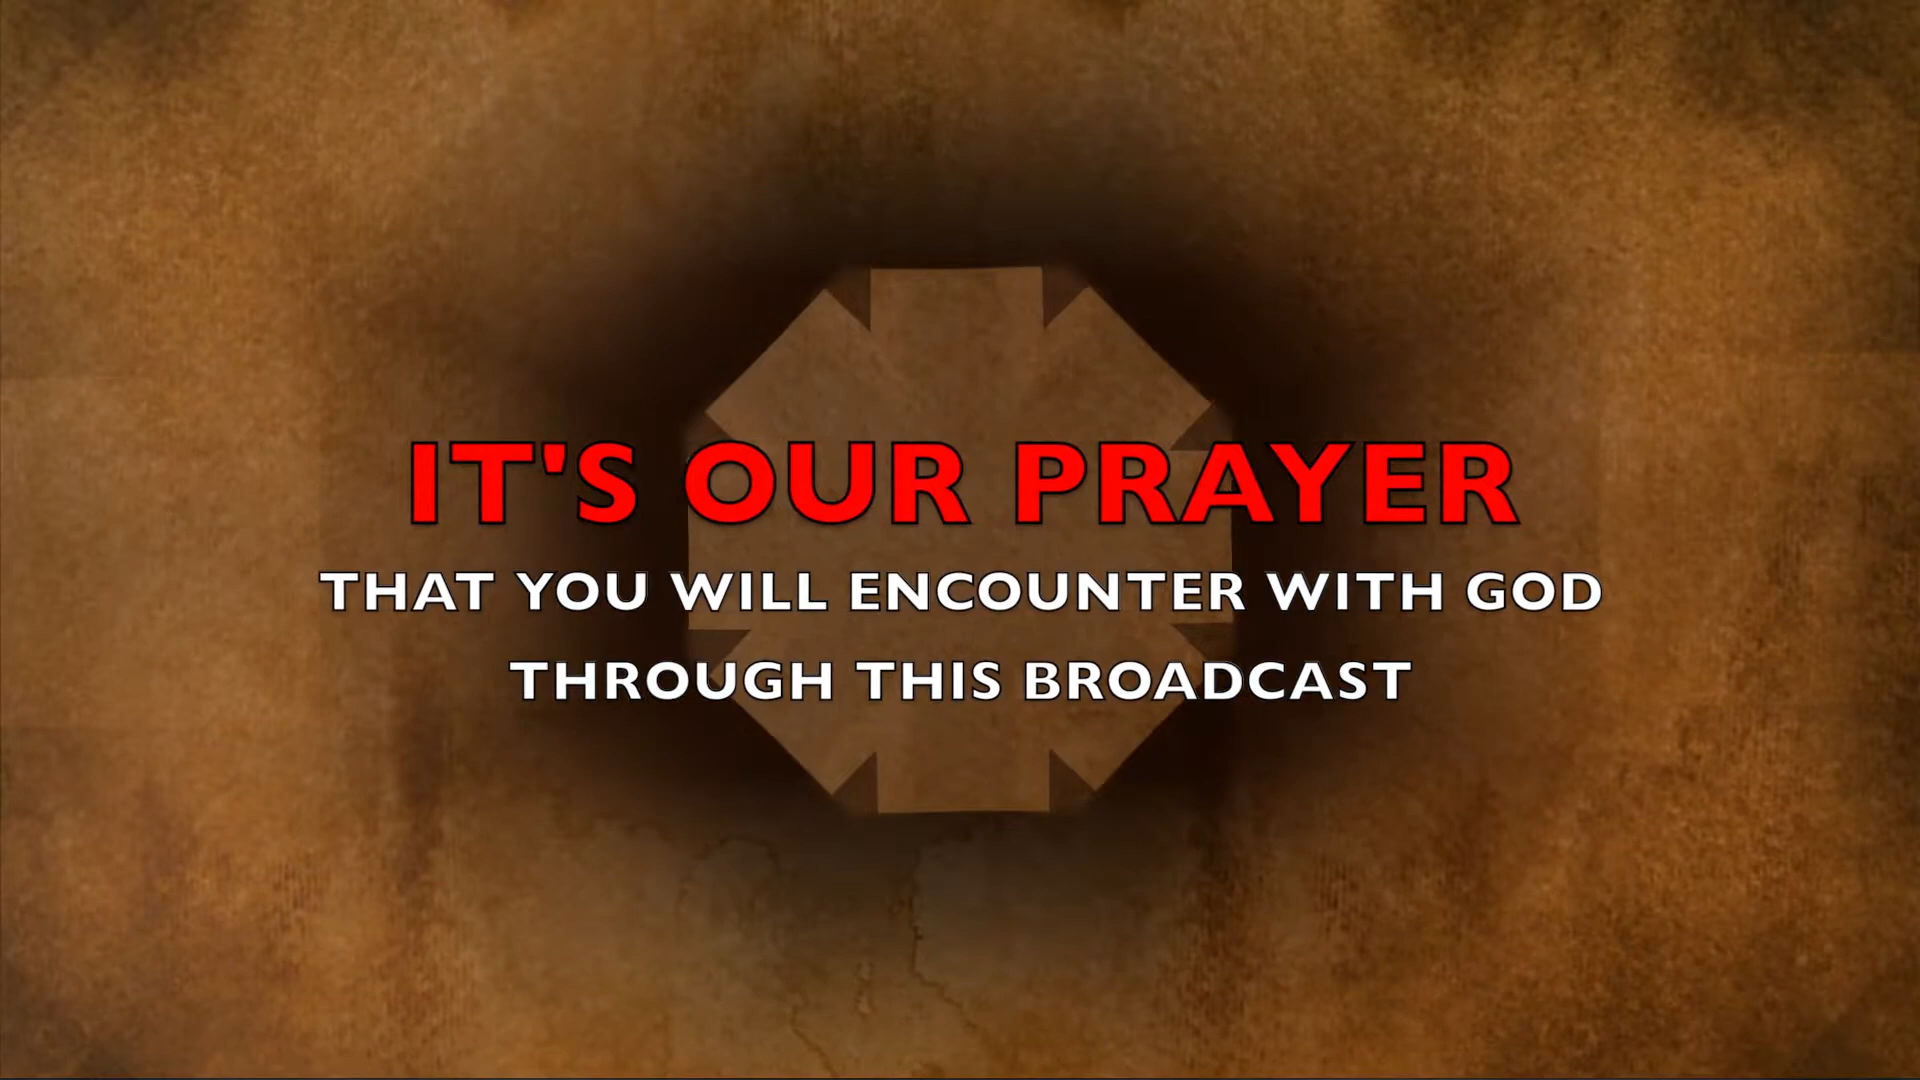 IT'S OUR PRAYER
THAT YOU WILL ENCOUNTER WITH GOD
THROUGH THIS BROADCAST